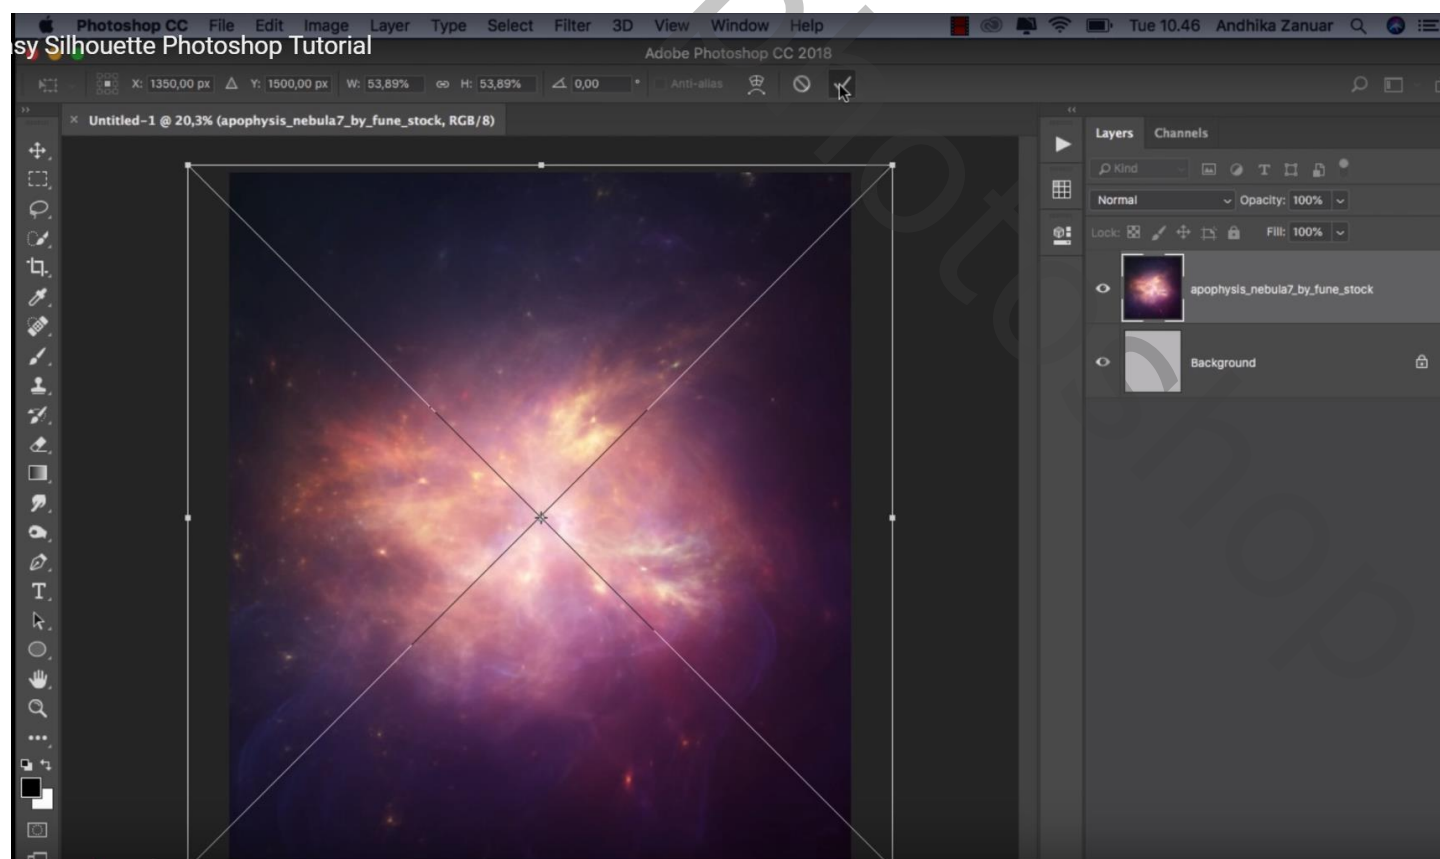 Photoshop CC File Edit Image Layer Type Select Filter 3D View Window Help Tue 10.46 Andhika Zanuar
sy Silhouette Photoshop Tutorial
Adobe Photoshop CC 2018
X: 1350,00 px Y: 1500,00 px W: 53,89% H: 53,89% 0,00 ° Anti-alias
× Untitled-1 @ 20,3% (apophysis_nebula7_by_fune_stock, RGB/8)
Layers Channels
Kind
Normal Opacity: 100%
Lock: Fill: 100%
apophysis_nebula7_by_fune_stock
Background
Photoshop